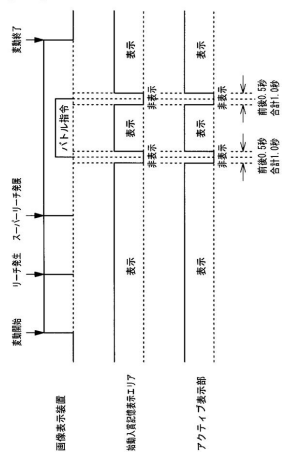 変動開始
リーチ発生
スーパーリーチ発展
変動終了
画像表示装置
バトル指令
始動入賞記憶表示エリア
表示
非表示
表示
非表示
表示
アクティブ表示部
表示
非表示
表示
非表示
表示
前後0.5秒
合計1.0秒
前後0.5秒
合計1.0秒